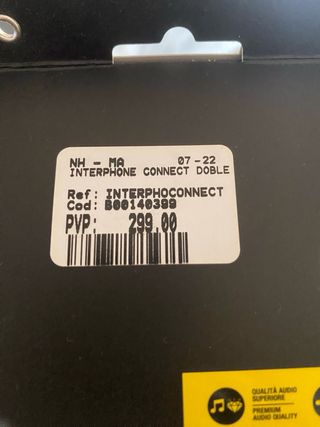 NH - MA 07-22
INTERPHONE CONNECT DOBLE
Ref: INTERPHOCONNECT
Cod: B00140399
PVP: 299.00
QUALITÀ AUDIO
SUPERIORE
PREMIUM
AUDIO QUALITY